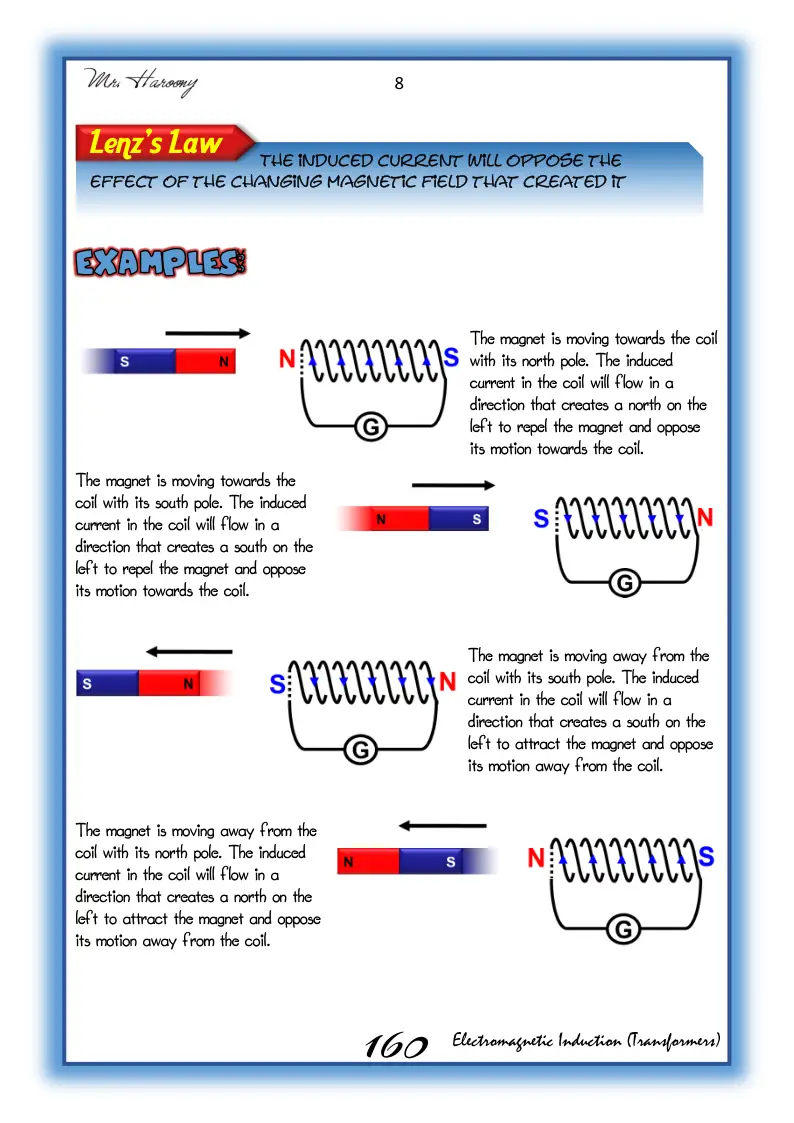 Mr. Haroony
8
Lenz's Law
THE INDUCED CURRENT WILL OPPOSE THE
EFFECT OF THE CHANGING MAGNETIC FIELD THAT CREATED IT
EXAMPLES
S N
N S
G
The magnet is moving towards the coil
with its north pole. The induced
current in the coil will flow in a
direction that creates a north on the
left to repel the magnet and oppose
its motion towards the coil.
The magnet is moving towards the
coil with its south pole. The induced
current in the coil will flow in a
direction that creates a south on the
left to repel the magnet and oppose
its motion towards the coil.
N S
S N
G
S N
S N
G
The magnet is moving away from the
coil with its south pole. The induced
current in the coil will flow in a
direction that creates a south on the
left to attract the magnet and oppose
its motion away from the coil.
The magnet is moving away from the
coil with its north pole. The induced
current in the coil will flow in a
direction that creates a north on the
left to attract the magnet and oppose
its motion away from the coil.
N S
N S
G
160 Electromagnetic Induction (Transformers)